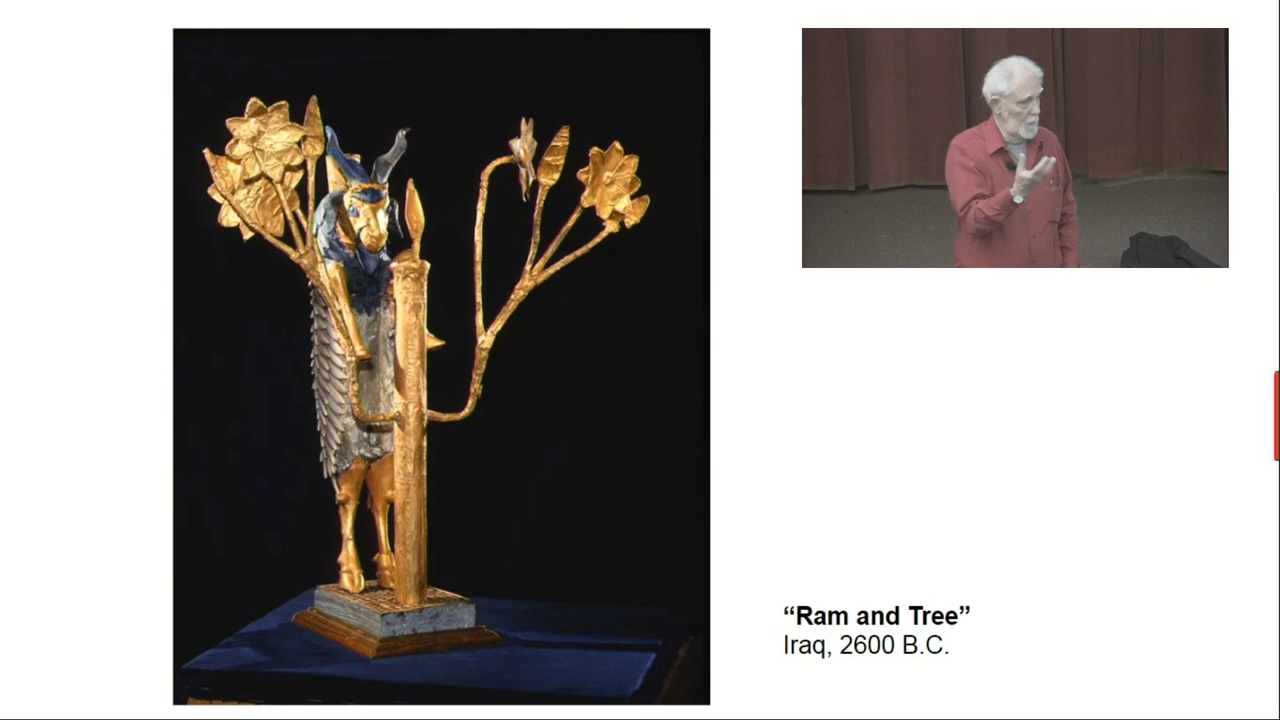 “Ram and Tree”
Iraq, 2600 B.C.